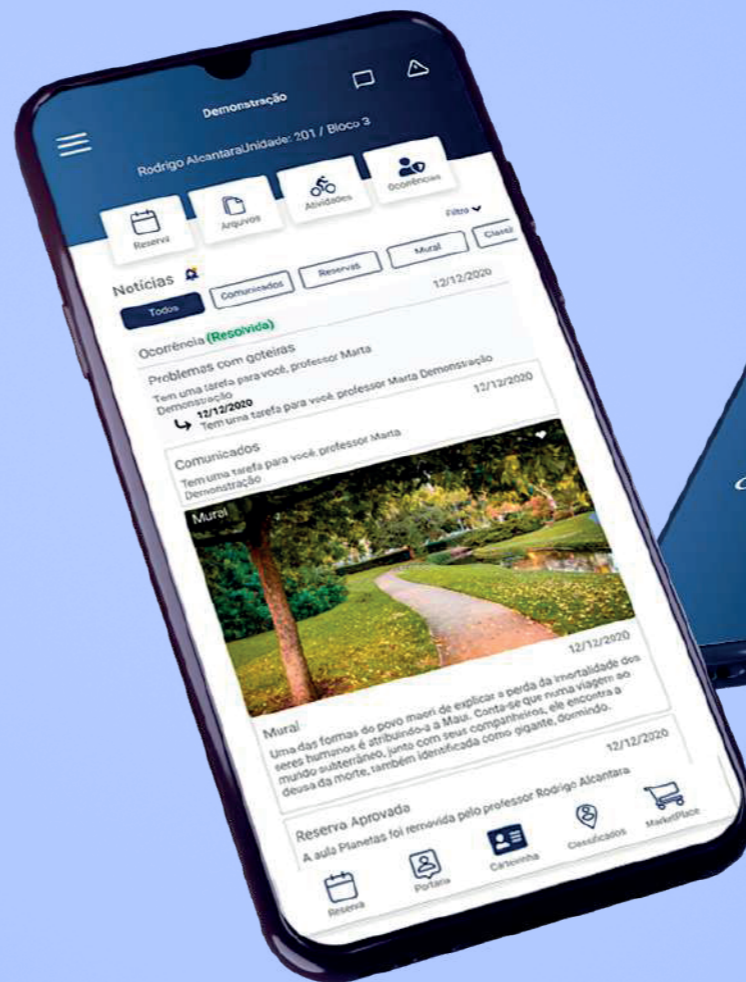 Demonstração
Rodrigo AlcantaraUnidade: 201 / Bloco 3
Reserva
Arquivos
Atividades
Ocorrências
Filtro
Notícias
Todos
Comunicados
Reservas
Mural
Classi
Ocorrência (Resolvida)
12/12/2020
Problemas com goteiras
Tem uma tarefa para você, professor Marta
Demonstração
12/12/2020
Tem uma tarefa para você, professor Marta Demonstração
Comunicados
12/12/2020
Tem uma tarefa para você, professor Marta
Demonstração
Mural
12/12/2020
Mural
Uma das formas do povo maori de explicar a perda da imortalidade dos
seres humanos é atribuindo-a a Maui. Conta-se que numa viagem ao
mundo subterrâneo, junto com seus companheiros, ele encontra a
deusa da morte, também identificada como gigante, dormindo.
12/12/2020
Reserva Aprovada
A aula Planetas foi removida pelo professor Rodrigo Alcantara
Reserva
Portaria
Carteirinha
Classificados
MarketPlace